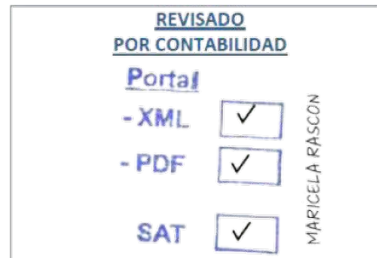 REVISADO
POR CONTABILIDAD
Portal
- XML ✓
- PDF ✓
SAT ✓
MARICELA RASCON